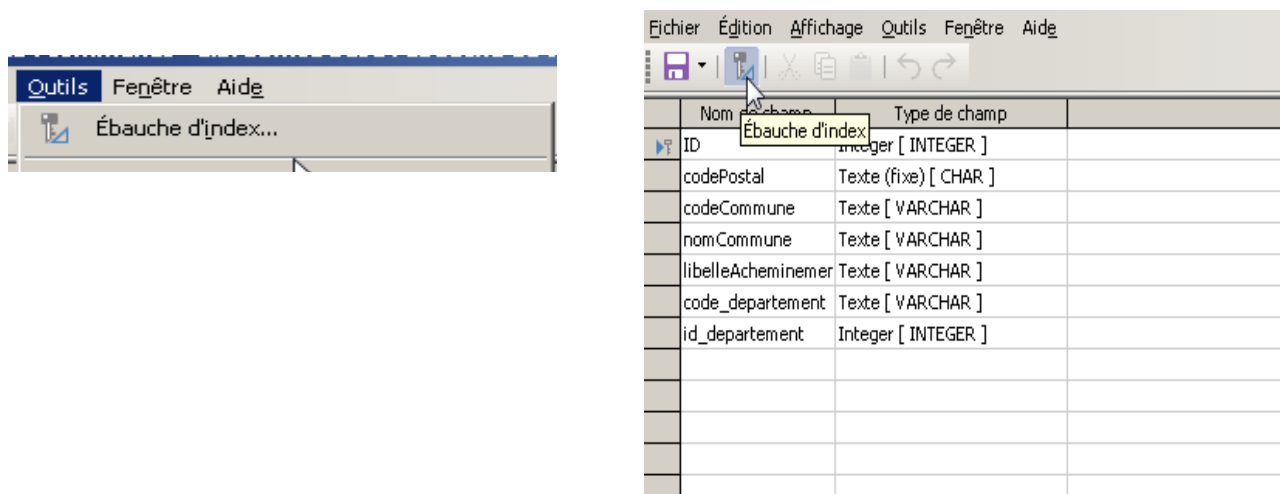 Outils Fenêtre Aide
Ébauche d'index...
Fichier Édition Affichage Outils Fenêtre Aide
Nom de champ Type de champ
Ébauche d'index
ID Integer [ INTEGER ]
codePostal Texte (fixe) [ CHAR ]
codeCommune Texte [ VARCHAR ]
nomCommune Texte [ VARCHAR ]
libelleAcheminemer Texte [ VARCHAR ]
code_departement Texte [ VARCHAR ]
id_departement Integer [ INTEGER ]